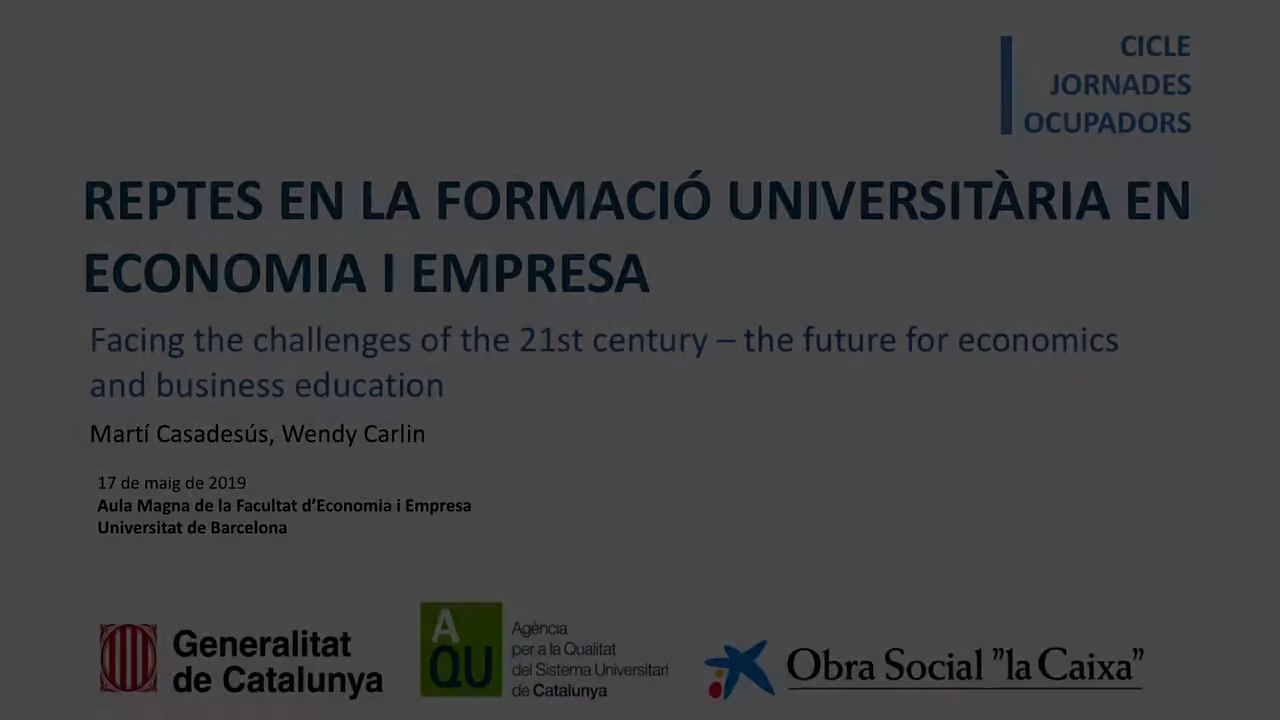 CICLE
JORNADES
OCUPADORS
REPTES EN LA FORMACIÓ UNIVERSITÀRIA EN
ECONOMIA I EMPRESA
Facing the challenges of the 21st century – the future for economics
and business education
Martí Casadesús, Wendy Carlin
17 de maig de 2019
Aula Magna de la Facultat d’Economia i Empresa
Universitat de Barcelona
Generalitat
de Catalunya
A
QU
Agència
per a la Qualitat
del Sistema Universitari
de Catalunya
Obra Social ”la Caixa”